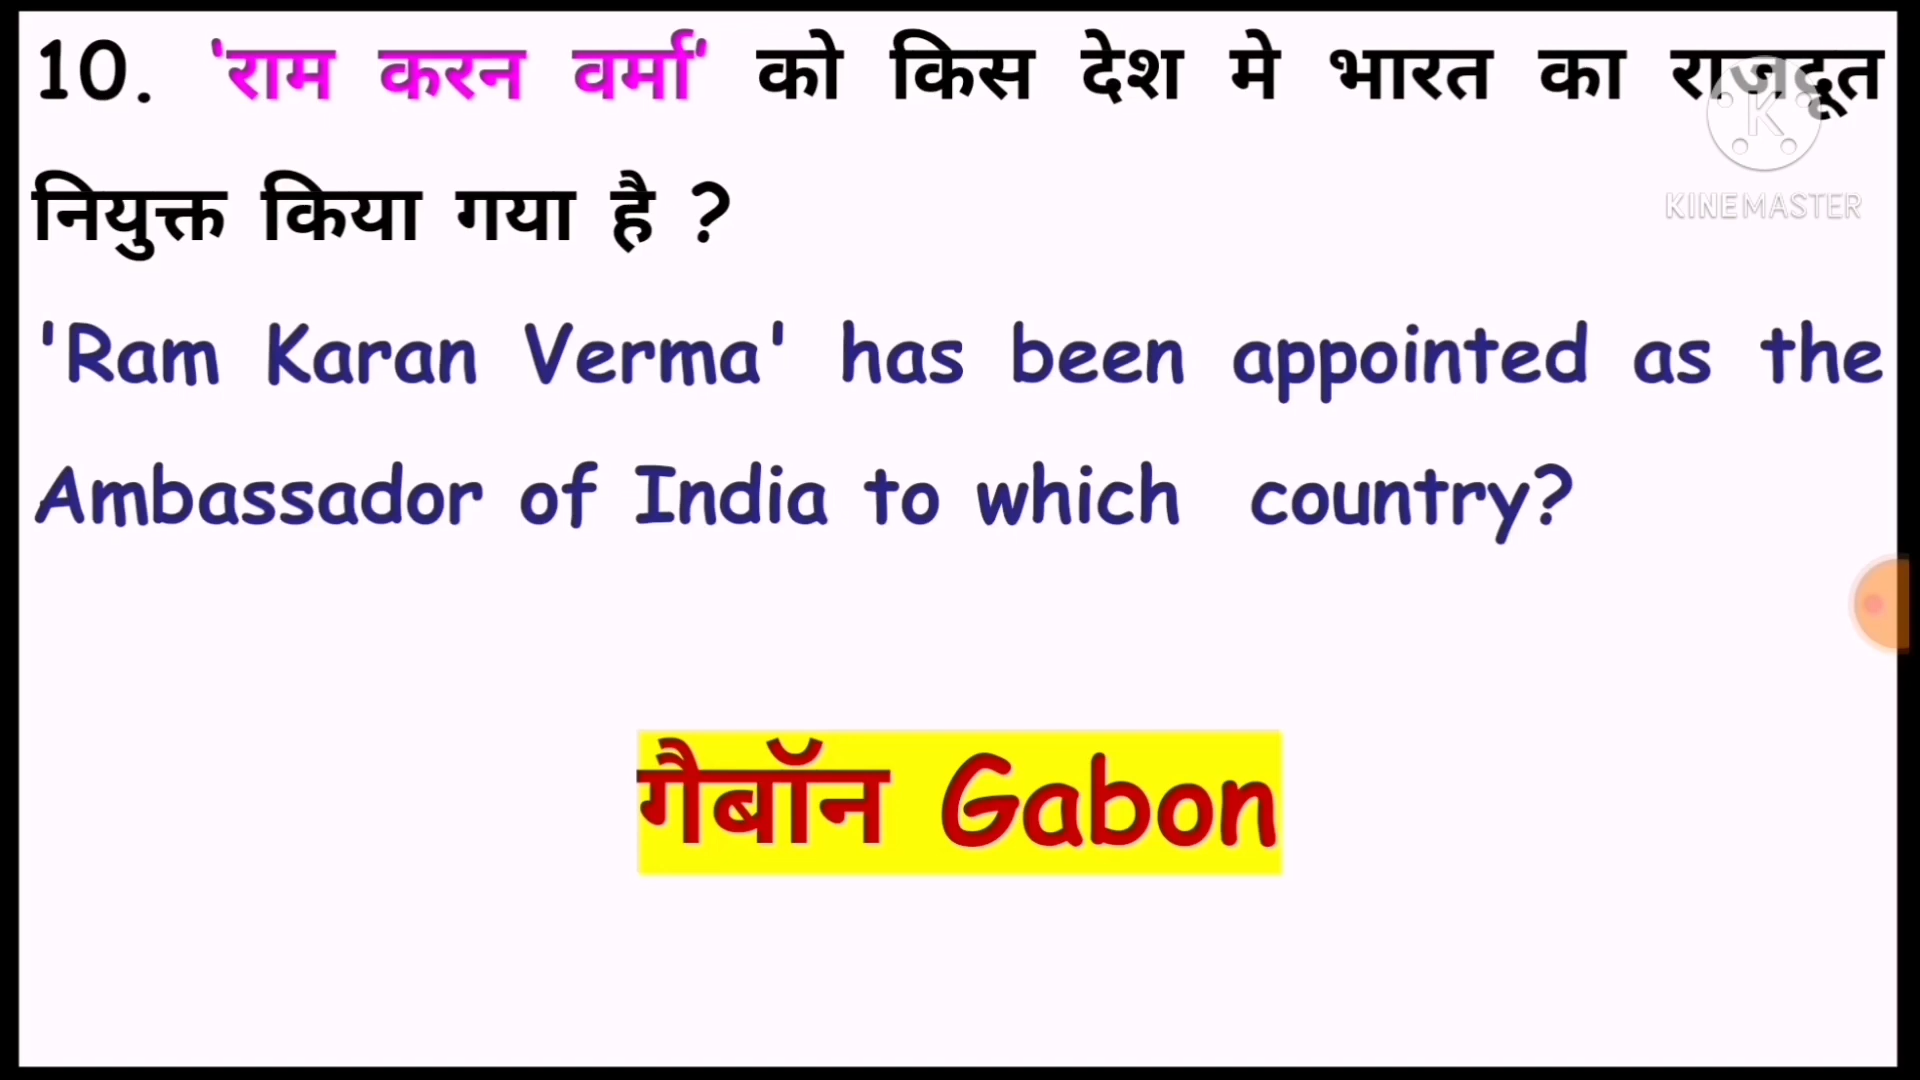 10. 'राम करन वर्मा' को किस देश मे भारत का राजदूत
नियुक्त किया गया है ?
'Ram Karan Verma' has been appointed as the
Ambassador of India to which country?
गैबॉन Gabon
K
KINEMASTER